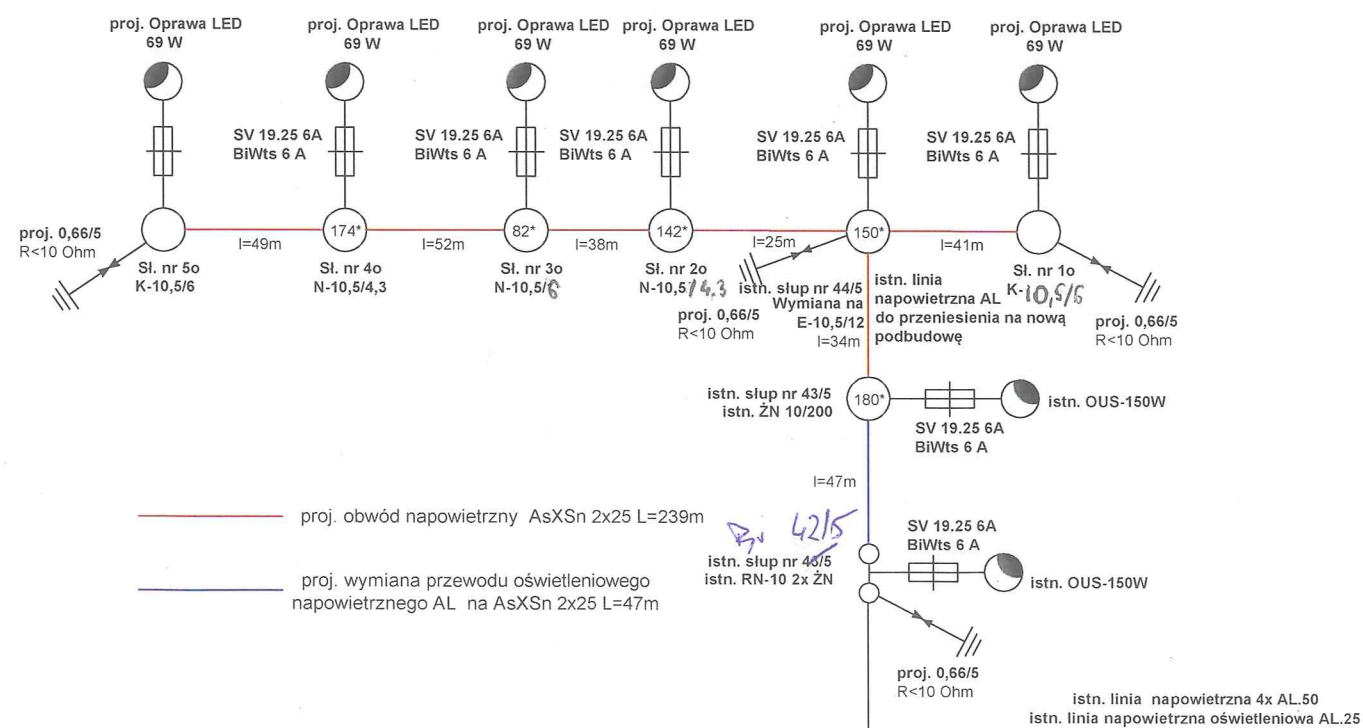 proj. Oprawa LED
69 W
proj. Oprawa LED
69 W
proj. Oprawa LED
69 W
proj. Oprawa LED
69 W
proj. Oprawa LED
69 W
proj. Oprawa LED
69 W
SV 19.25 6A
BiWts 6 A
SV 19.25 6A
BiWts 6 A
SV 19.25 6A
BiWts 6 A
SV 19.25 6A
BiWts 6 A
SV 19.25 6A
BiWts 6 A
proj. 0,66/5
R<10 Ohm
l=49m
174*
l=52m
82*
l=38m
142*
l=25m
150*
l=41m
Sł. nr 5o
K-10,5/6
Sł. nr 4o
N-10,5/4,3
Sł. nr 3o
N-10,5/6
Sł. nr 2o
N-10,5/4.3
proj. 0,66/5
R<10 Ohm
istn. słup nr 44/5
Wymiana na
E-10,5/12
l=34m
istn. linia
napowietrzna AL
do przeniesienia na nową
podbudowę
Sł. nr 1o
K-10,5/6
proj. 0,66/5
R<10 Ohm
istn. słup nr 43/5
istn. ŻN 10/200
180*
SV 19.25 6A
BiWts 6 A
istn. OUS-150W
l=47m
proj. obwód napowietrzny AsXSn 2x25 L=239m
proj. wymiana przewodu oświetleniowego
napowietrznego AL na AsXSn 2x25 L=47m
42/5
istn. słup nr 43/5
istn. RN-10 2x ŻN
SV 19.25 6A
BiWts 6 A
istn. OUS-150W
proj. 0,66/5
R<10 Ohm
istn. linia napowietrzna 4x AL.50
istn. linia napowietrzna oświetleniowa AL.25